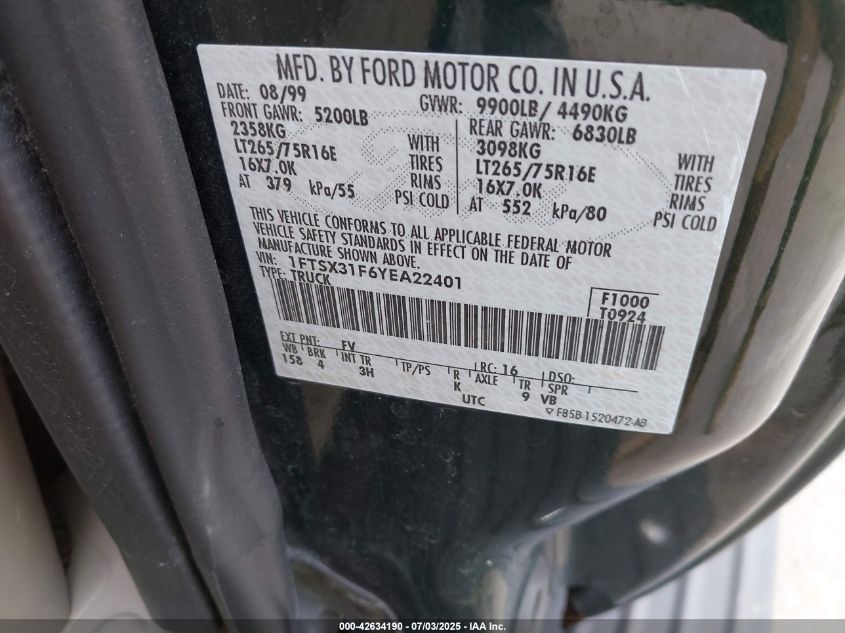 MFD. BY FORD MOTOR CO. IN U.S.A.
DATE: 08/99 GVWR: 9900LB/ 4490KG
FRONT GAWR: 5200LB REAR GAWR: 6830LB
2358KG WITH 3098KG WITH
LT265/75R16E TIRES LT265/75R16E TIRES
16X7.0K RIMS 16X7.0K RIMS
AT 379 kPa/55 PSI COLD AT 552 kPa/80 PSI COLD
THIS VEHICLE CONFORMS TO ALL APPLICABLE FEDERAL MOTOR
VEHICLE SAFETY STANDARDS IN EFFECT ON THE DATE OF
MANUFACTURE SHOWN ABOVE.
VIN: 1FTSX31F6YEA22401
TYPE: TRUCK
F1000
T0924
EXT PNT: FV RC: 16 DSO:
WB BRK INT TR TP/PS R AXLE TR SPR
158 4 3H K 9 VB
UTC
F85B-1520472-AB
000-42634190 - 07/03/2025 - IAA Inc.